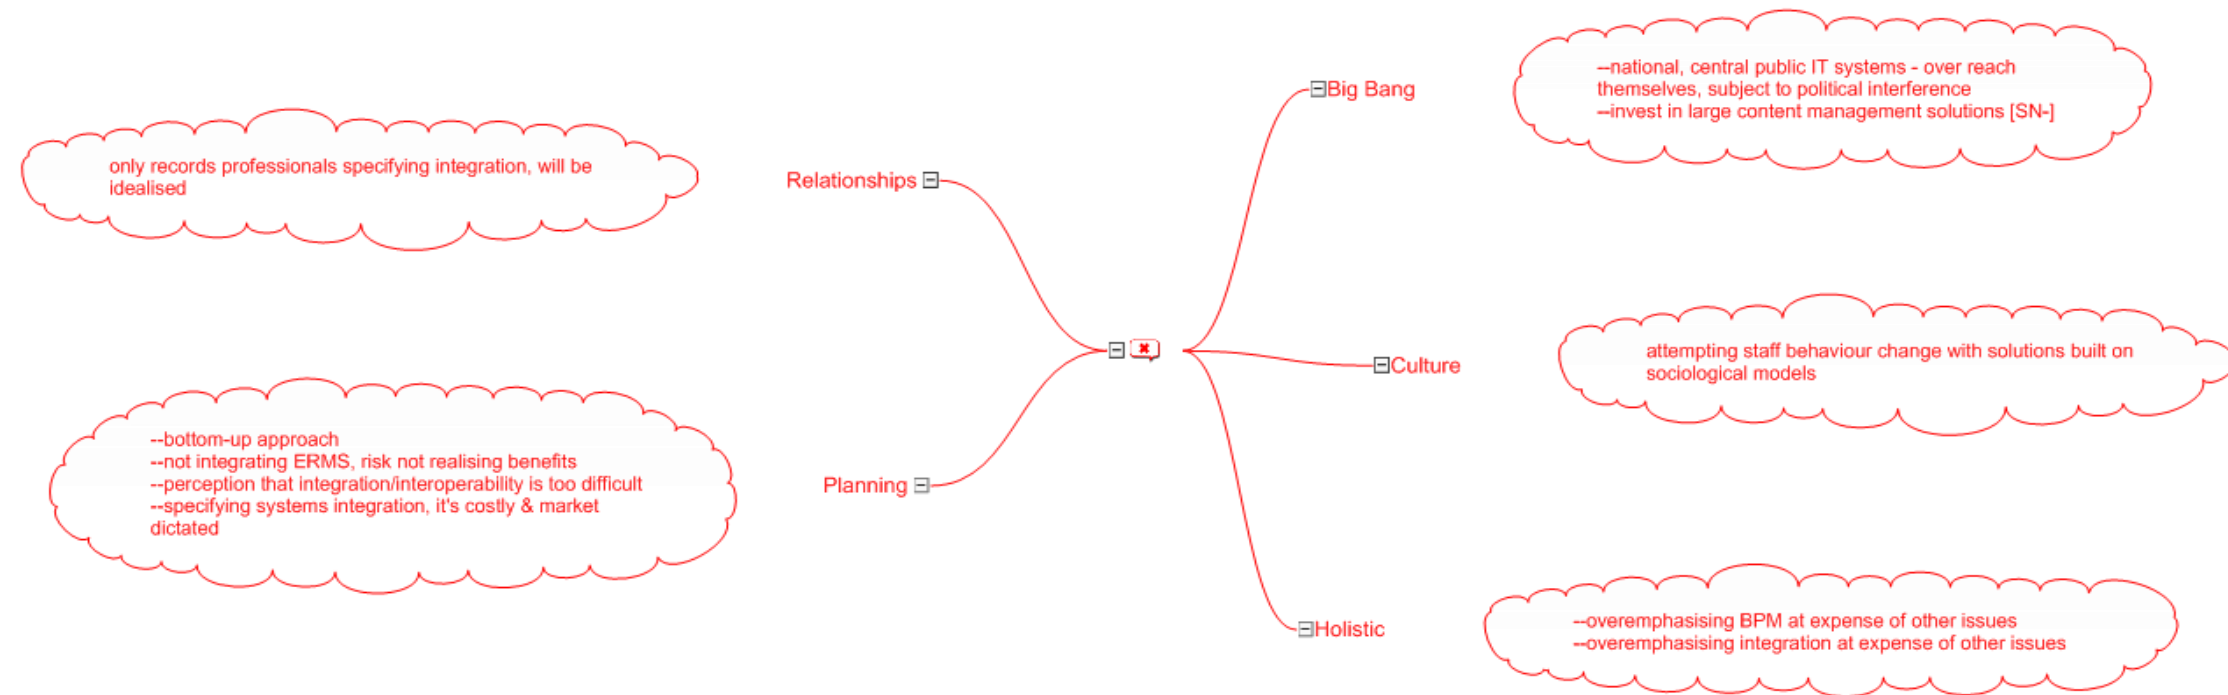 Relationships
only records professionals specifying integration, will be
idealised
Planning
--bottom-up approach
--not integrating ERMS, risk not realising benefits
--perception that integration/interoperability is too difficult
--specifying systems integration, it's costly & market
dictated
Big Bang
--national, central public IT systems - over reach
themselves, subject to political interference
--invest in large content management solutions [SN-]
Culture
attempting staff behaviour change with solutions built on
sociological models
Holistic
--overemphasising BPM at expense of other issues
--overemphasising integration at expense of other issues